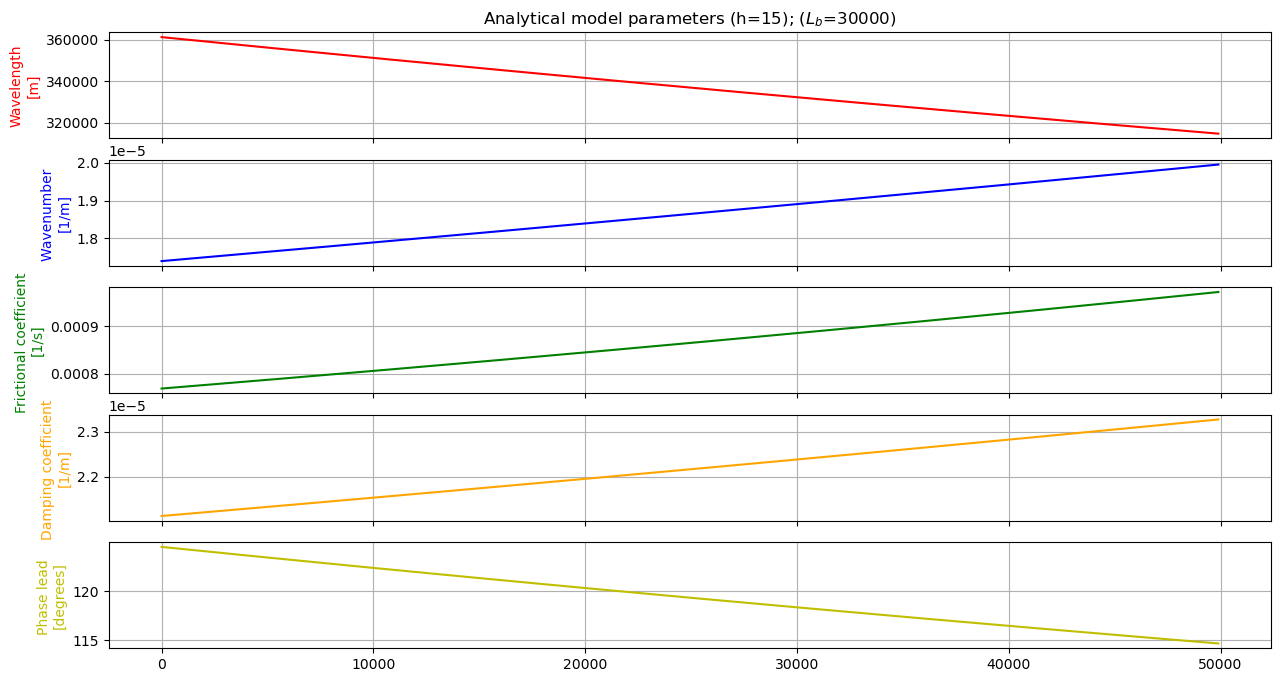 Analytical model parameters (h=15); (L_b=30000)
Wavelength
[m]
360000
340000
320000
1e−5
Wavenumber
[1/m]
2.0
1.9
1.8
Frictional coefficient
[1/s]
0.0009
0.0008
1e−5
Damping coefficient
[1/m]
2.3
2.2
Phase lead
[degrees]
120
115
0 10000 20000 30000 40000 50000